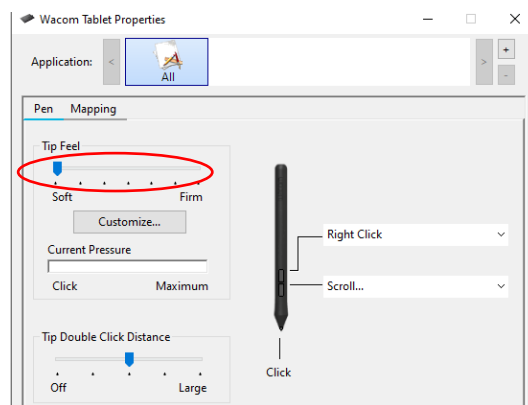 Wacom Tablet Properties
Application:
All
Pen Mapping
Tip Feel
Soft Firm
Customize...
Current Pressure
Click Maximum
Right Click
Scroll...
Tip Double Click Distance
Off Large
Click